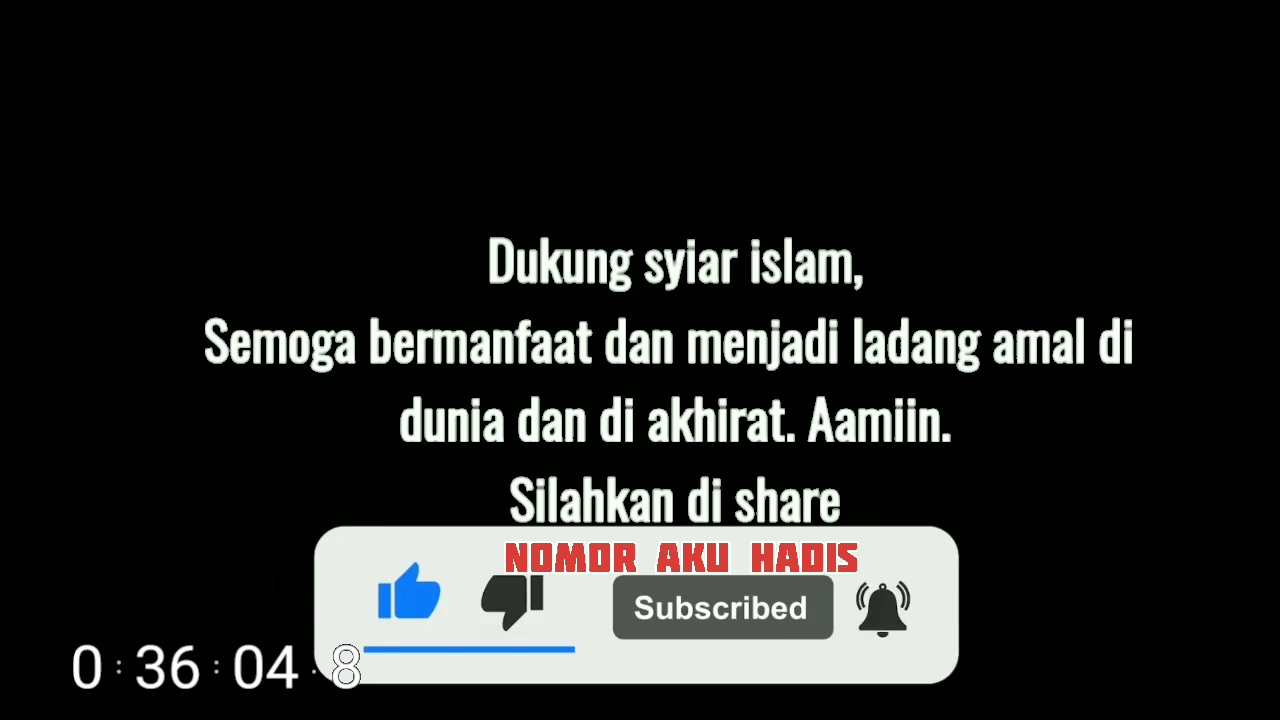 Dukung syiar islam,
Semoga bermanfaat dan menjadi ladang amal di
dunia dan di akhirat. Aamiin.
Silahkan di share
NOMOR AKU HADIS
Subscribed
0:36:04.8